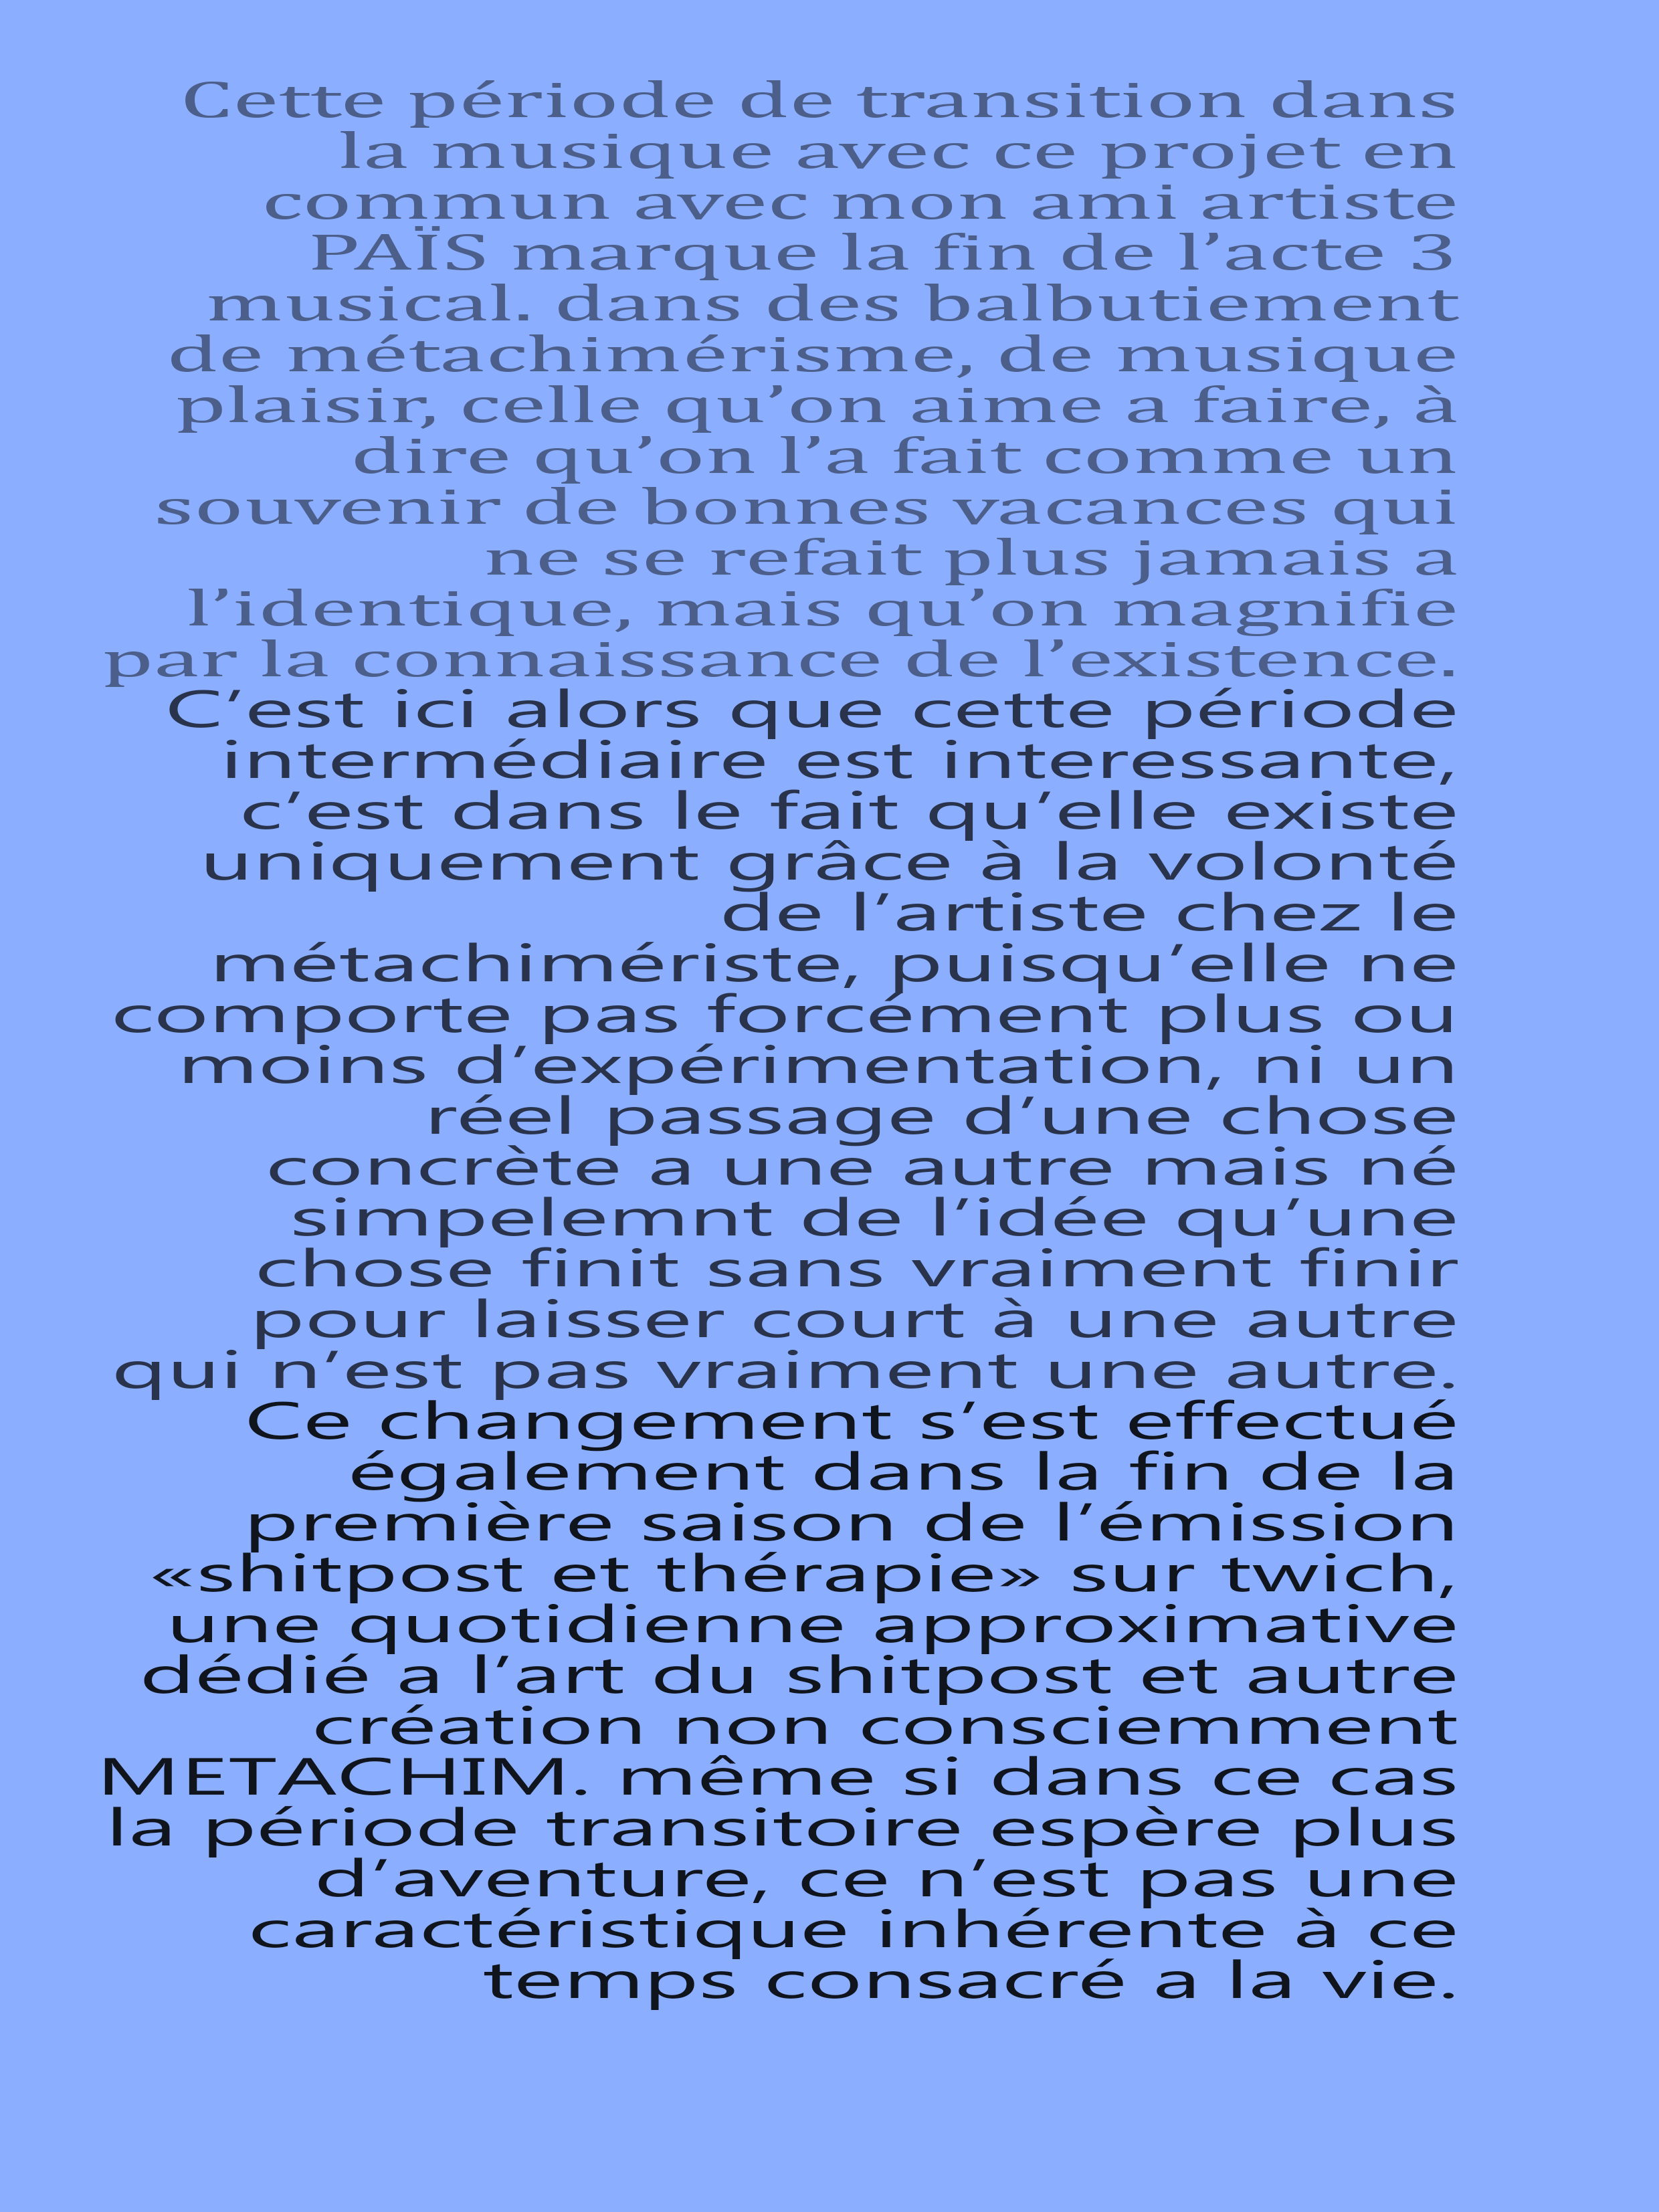 Cette période de transition dans
la musique avec ce projet en
commun avec mon ami artiste
PAÏS marque la fin de l’acte 3
musical. dans des balbutiement
de métachimérisme, de musique
plaisir, celle qu’on aime a faire, à
dire qu’on l’a fait comme un
souvenir de bonnes vacances qui
ne se refait plus jamais a
l’identique, mais qu’on magnifie
par la connaissance de l’existence.
C’est ici alors que cette période
intermédiaire est interessante,
c’est dans le fait qu’elle existe
uniquement grâce à la volonté
de l’artiste chez le
métachimériste, puisqu’elle ne
comporte pas forcément plus ou
moins d’expérimentation, ni un
réel passage d’une chose
concrète a une autre mais né
simpelemnt de l’idée qu’une
chose finit sans vraiment finir
pour laisser court à une autre
qui n’est pas vraiment une autre.
Ce changement s’est effectué
également dans la fin de la
première saison de l’émission
«shitpost et thérapie» sur twich,
une quotidienne approximative
dédié a l’art du shitpost et autre
création non consciemment
METACHIM. même si dans ce cas
la période transitoire espère plus
d’aventure, ce n’est pas une
caractéristique inhérente à ce
temps consacré a la vie.